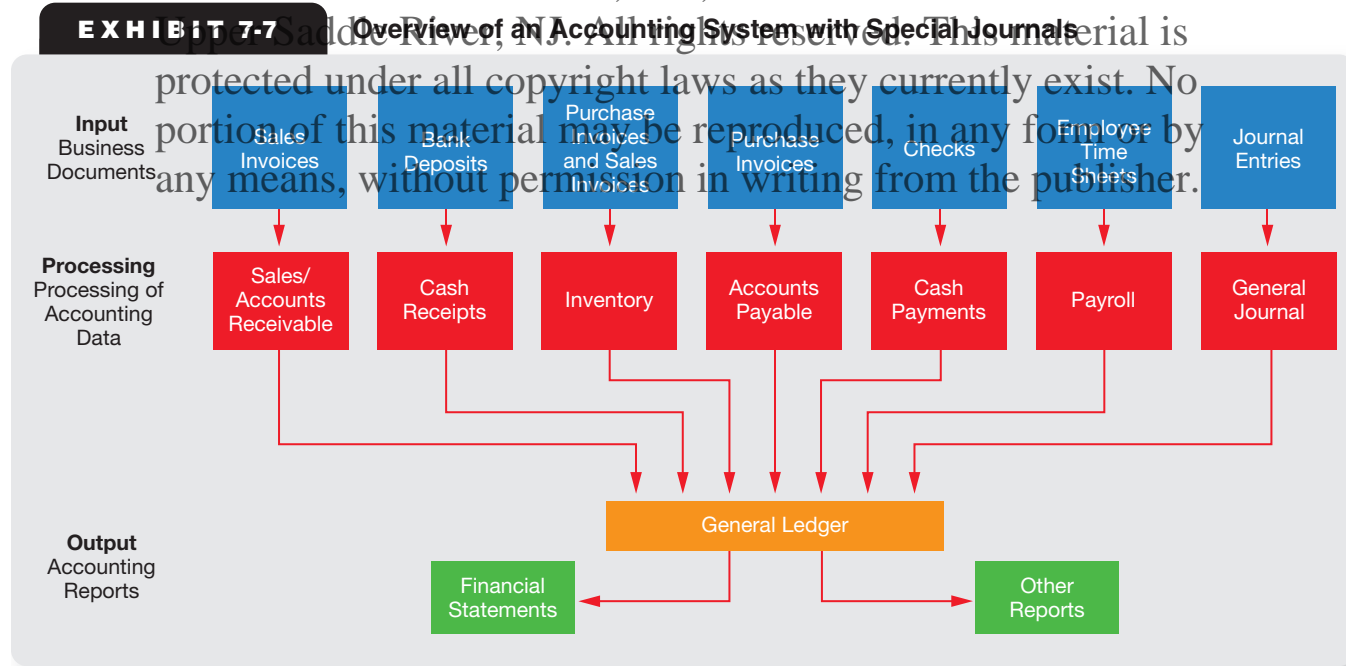 EXHIBIT 7-7
Overview of an Accounting System with Special Journals
Upper Saddle River, NJ. All rights reserved. This material is
protected under all copyright laws as they currently exist. No
portion of this material may be reproduced, in any form or by
any means, without permission in writing from the publisher.
Input
Business
Documents
Sales
Invoices
Bank
Deposits
Purchase
Invoices
and Sales
Invoices
Purchase
Invoices
Checks
Employee
Time
Sheets
Journal
Entries
Processing
Processing of
Accounting
Data
Sales/
Accounts
Receivable
Cash
Receipts
Inventory
Accounts
Payable
Cash
Payments
Payroll
General
Journal
Output
Accounting
Reports
General Ledger
Financial
Statements
Other
Reports